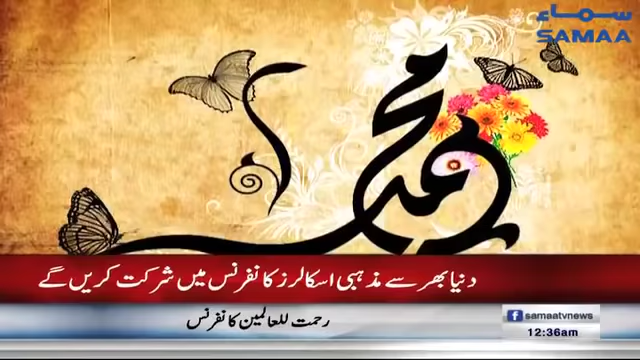 سماء
SAMAA
محمد
دنیا بھر سے مذہبی اسکالرز کانفرنس میں شرکت کریں گے
رحمت للعالمین کانفرنس
samaatvnews
12:36am